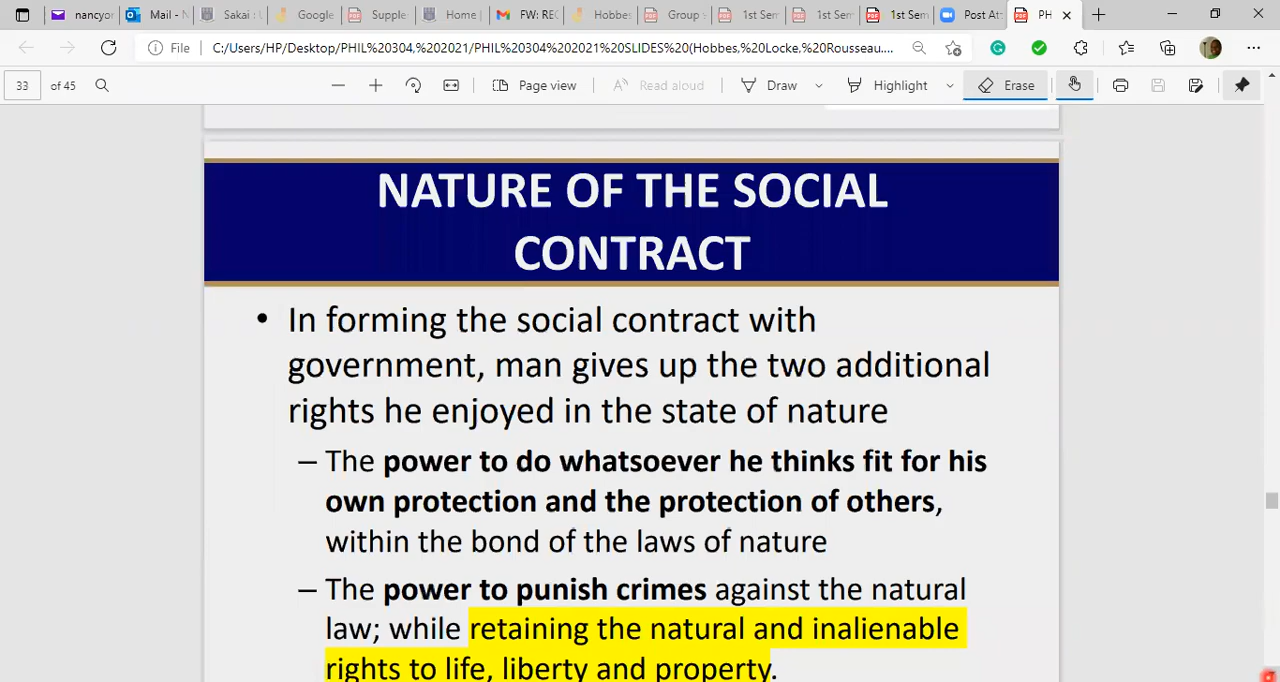 nancyor
Mail - N
Sakai : U
Google
Supple
Home |
FW: REC
Hobbes
Group s
1st Sem
1st Sem
1st Sem
Post Att
PH
File
C:/Users/HP/Desktop/PHIL%20304,%202021/PHIL%20304%202021%20SLIDES%20(Hobbes,%20Locke,%20Rousseau....
33 of 45
Page view
Read aloud
Draw
Highlight
Erase
NATURE OF THE SOCIAL
CONTRACT
• In forming the social contract with
government, man gives up the two additional
rights he enjoyed in the state of nature
– The power to do whatsoever he thinks fit for his
own protection and the protection of others,
within the bond of the laws of nature
– The power to punish crimes against the natural
law; while retaining the natural and inalienable
rights to life, liberty and property.